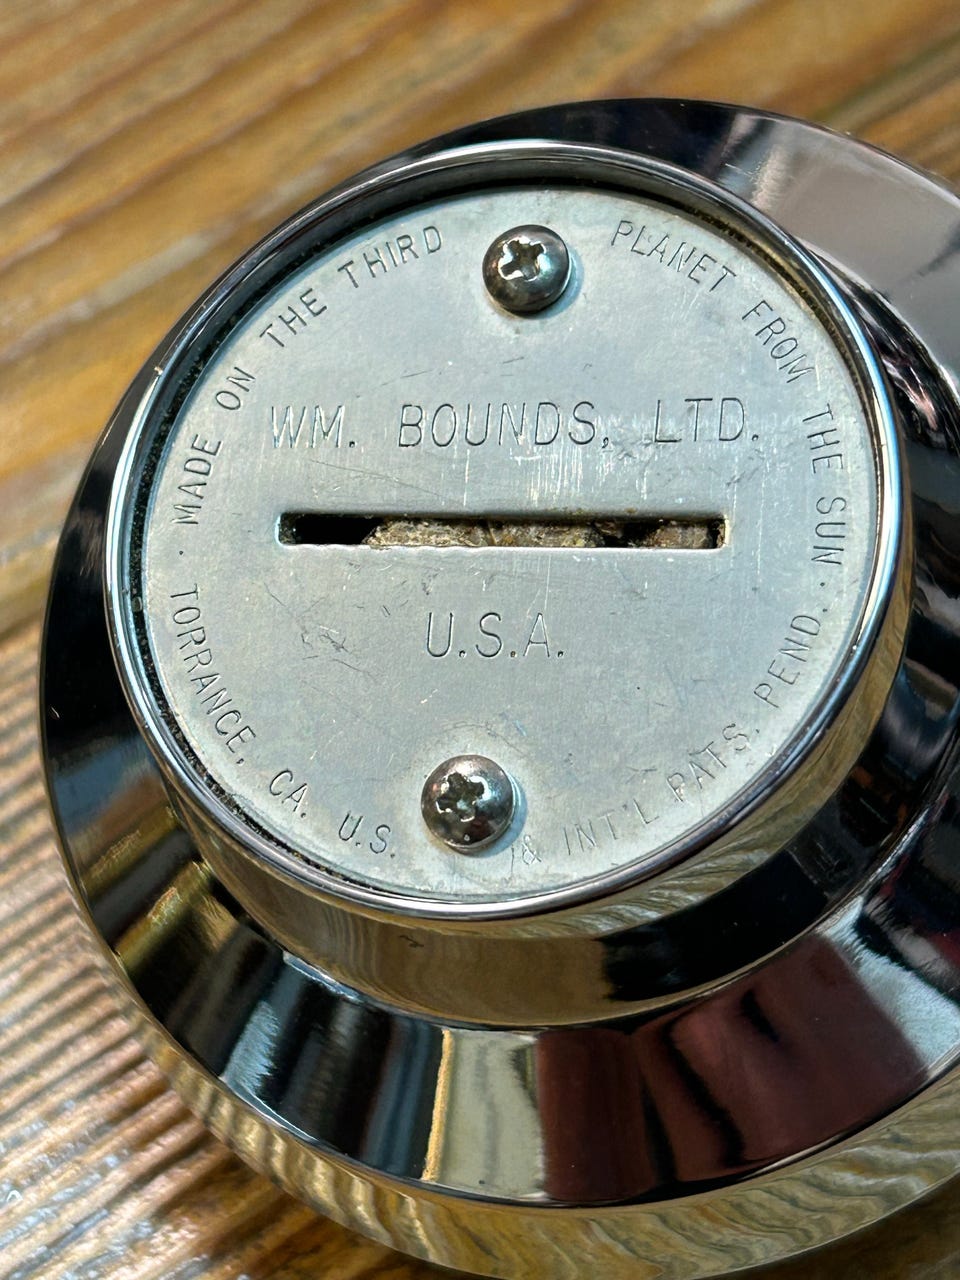 · MADE ON THE THIRD PLANET FROM THE SUN ·
WM. BOUNDS, LTD.
U.S.A.
TORRANCE, CA. U.S. & INT'L PATS. PEND.